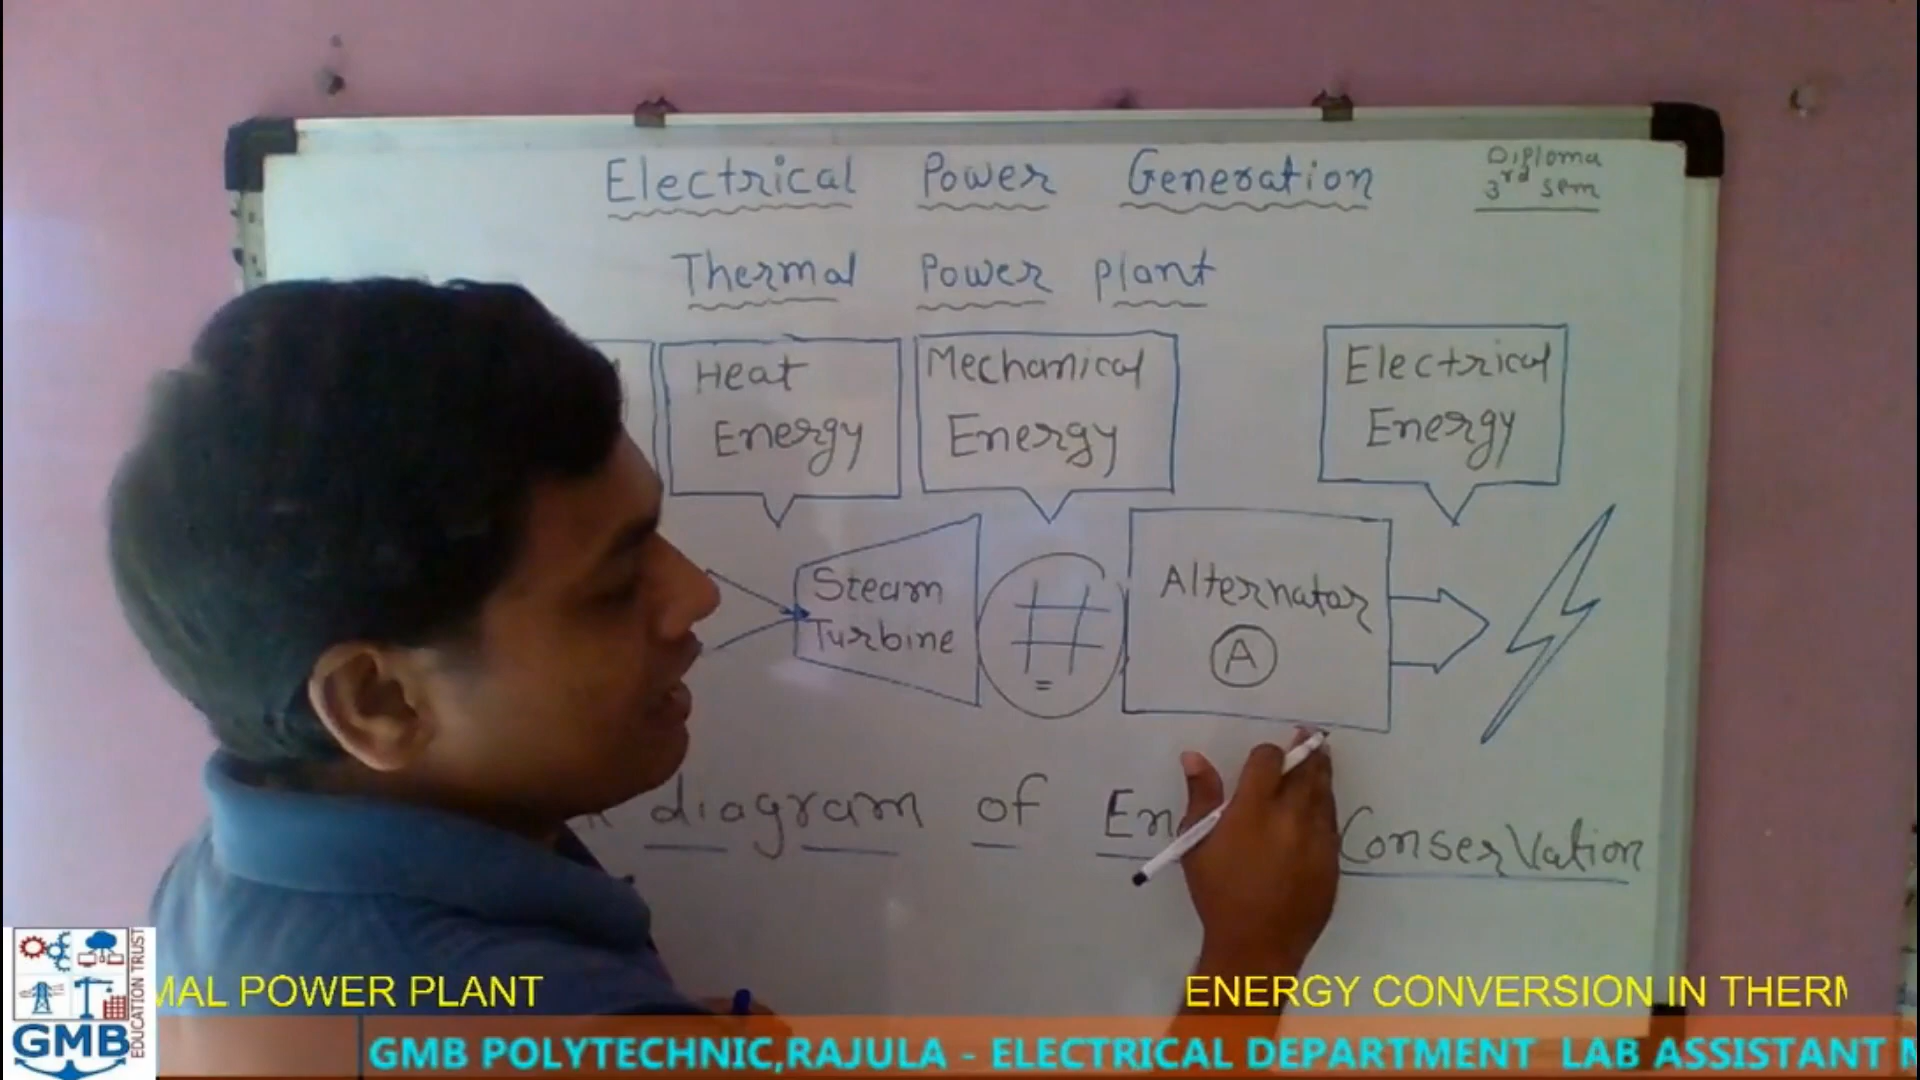 Electrical Power Generation
Diploma
3rd sem
Thermal Power plant
Heat
Energy
Mechanical
Energy
Electrical
Energy
Steam
Turbine
Alternator
A
diagram of En Conservation
MAL POWER PLANT
ENERGY CONVERSION IN THERM
GMB
EDUCATION TRUST
GMB POLYTECHNIC,RAJULA - ELECTRICAL DEPARTMENT LAB ASSISTANT